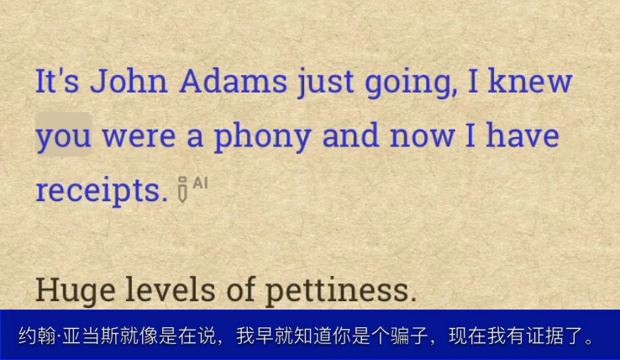 It's John Adams just going, I knew
you were a phony and now I have
receipts. AI
Huge levels of pettiness.
约翰·亚当斯就像是在说，我早就知道你是个骗子，现在我有证据了。